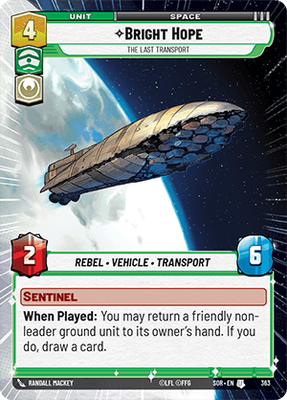 UNIT SPACE
4
✧BRIGHT HOPE
THE LAST TRANSPORT
2
6
REBEL • VEHICLE • TRANSPORT
SENTINEL
When Played: You may return a friendly non-
leader ground unit to its owner's hand. If you
do, draw a card.
RANDALL MACKEY ©LFL ©FFG SOR • EN 363